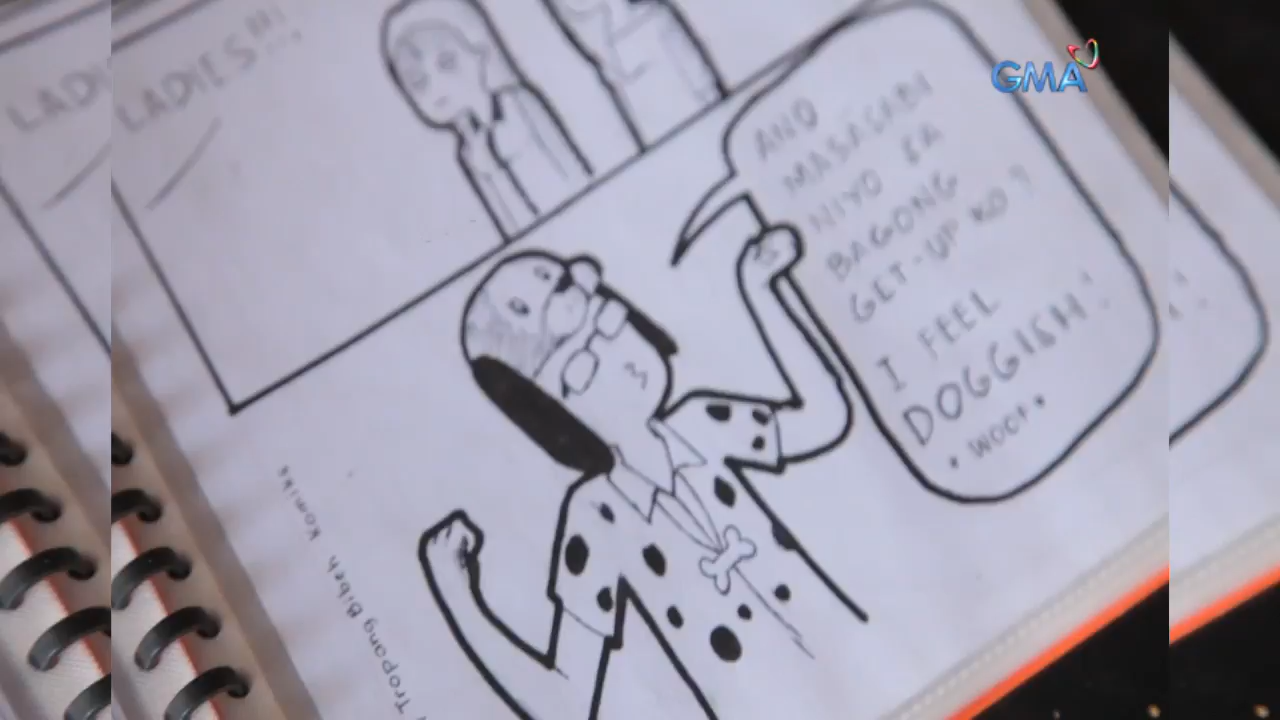 GMA
LADIES!!!
ANO
MASASABI
NIYO SA
BAGONG
GET-UP KO?
I FEEL
DOGGISH!
• WOOF •
Tropang Bibeh Komiks